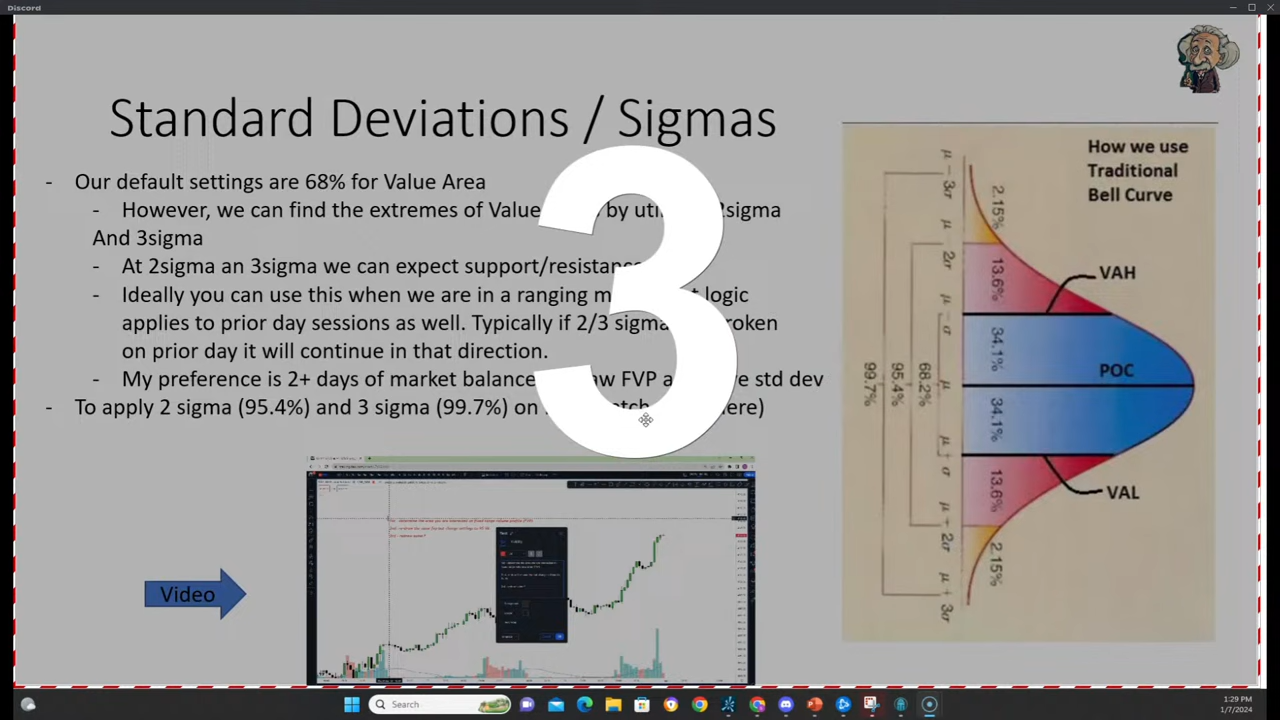 Discord
Standard Deviations / Sigmas
- Our default settings are 68% for Value Area
- However, we can find the extremes of Value by 2sigma
And 3sigma
- At 2sigma an 3sigma we can expect
- Ideally you can use this when we are in a ranging logic
applies to prior day sessions as well. Typically if 2/3 sigma
on prior day it will continue in that direction.
- My preference is 2+ days of market balance FVP std dev
- To apply 2 sigma (95.4%) and 3 sigma (99.7%) on
3
How we use
Traditional
Bell Curve
VAH
POC
VAL
μ - 3σ
μ - 2σ
μ - σ
μ
μ + σ
μ + 2σ
μ + 3σ
2.15%
13.6%
34.1%
34.1%
13.6%
2.15%
68.2%
95.4%
99.7%
Video
Search
1:29 PM
1/7/2024